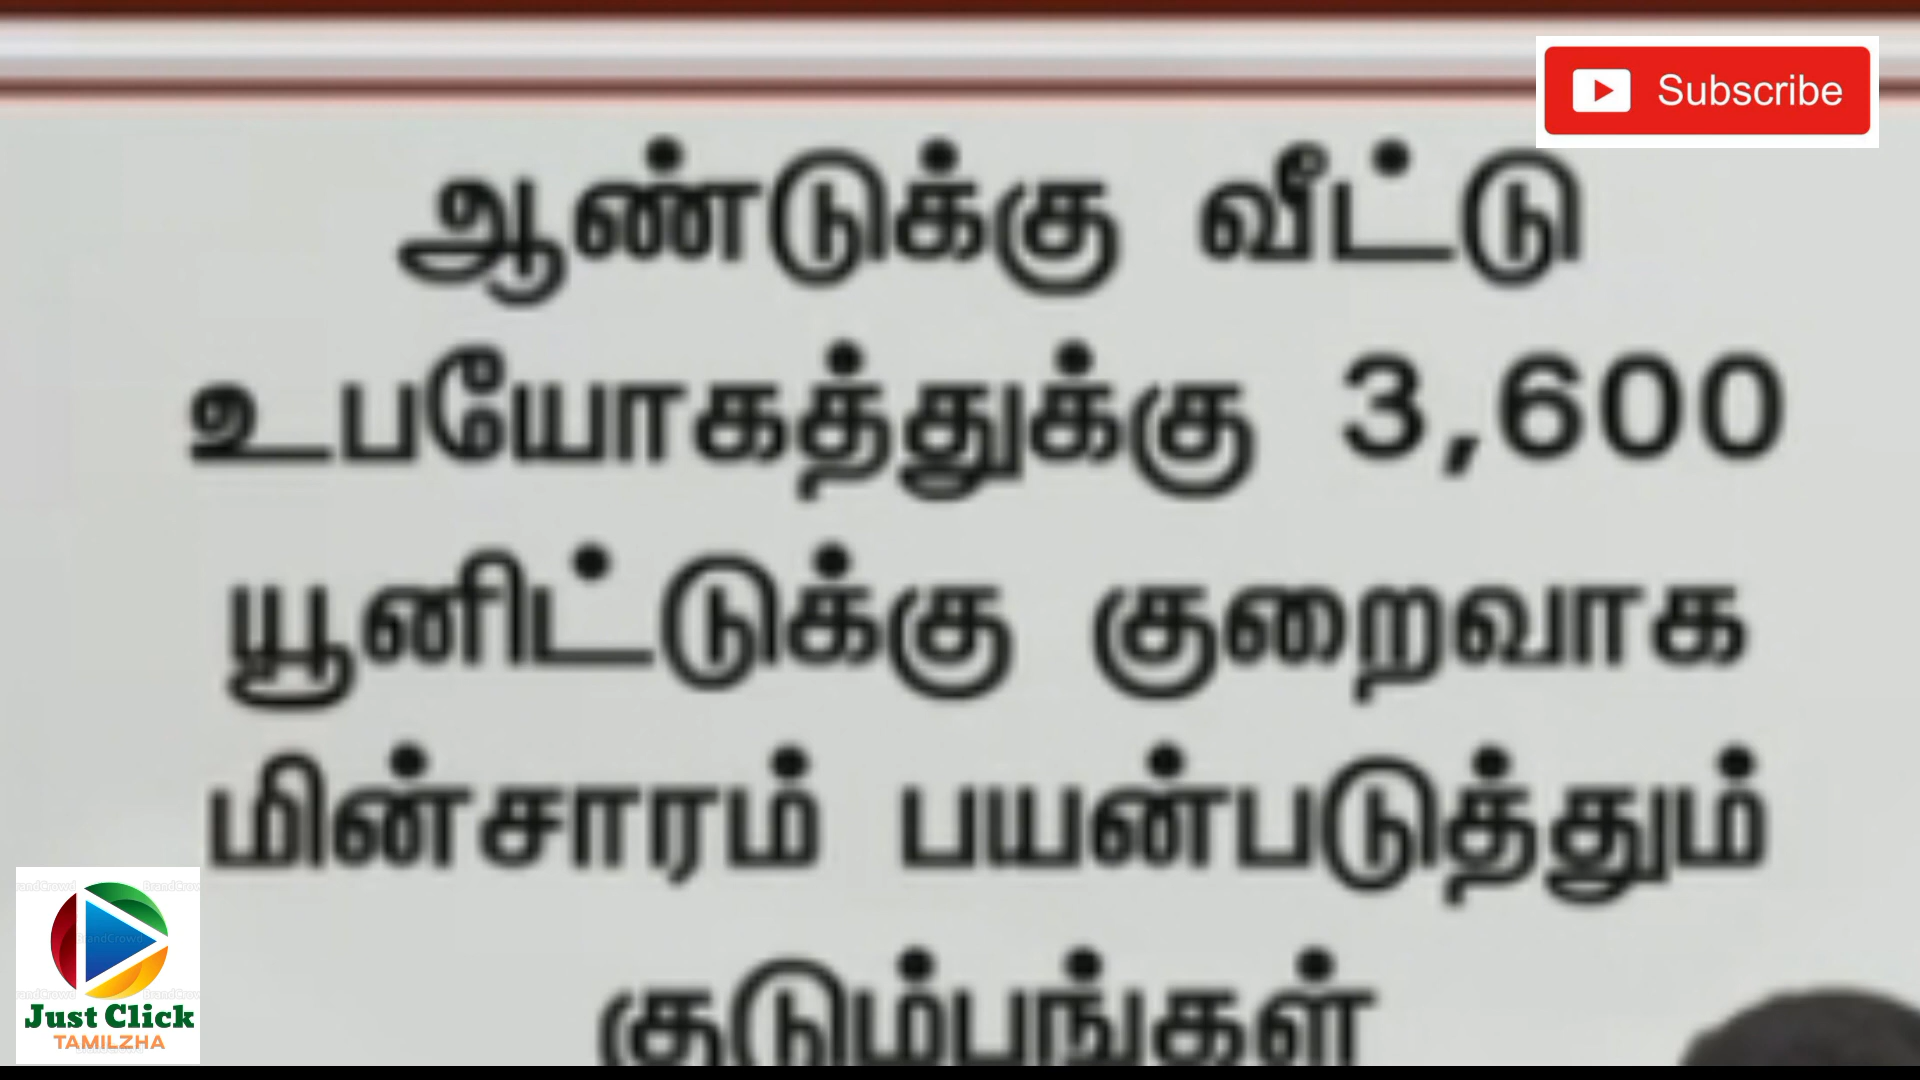 Subscribe
ஆண்டுக்கு வீட்டு
உபயோகத்துக்கு 3,600
யூனிட்டுக்கு குறைவாக
மின்சாரம் பயன்படுத்தும்
குடும்பங்கள்
Just Click
TAMILZHA